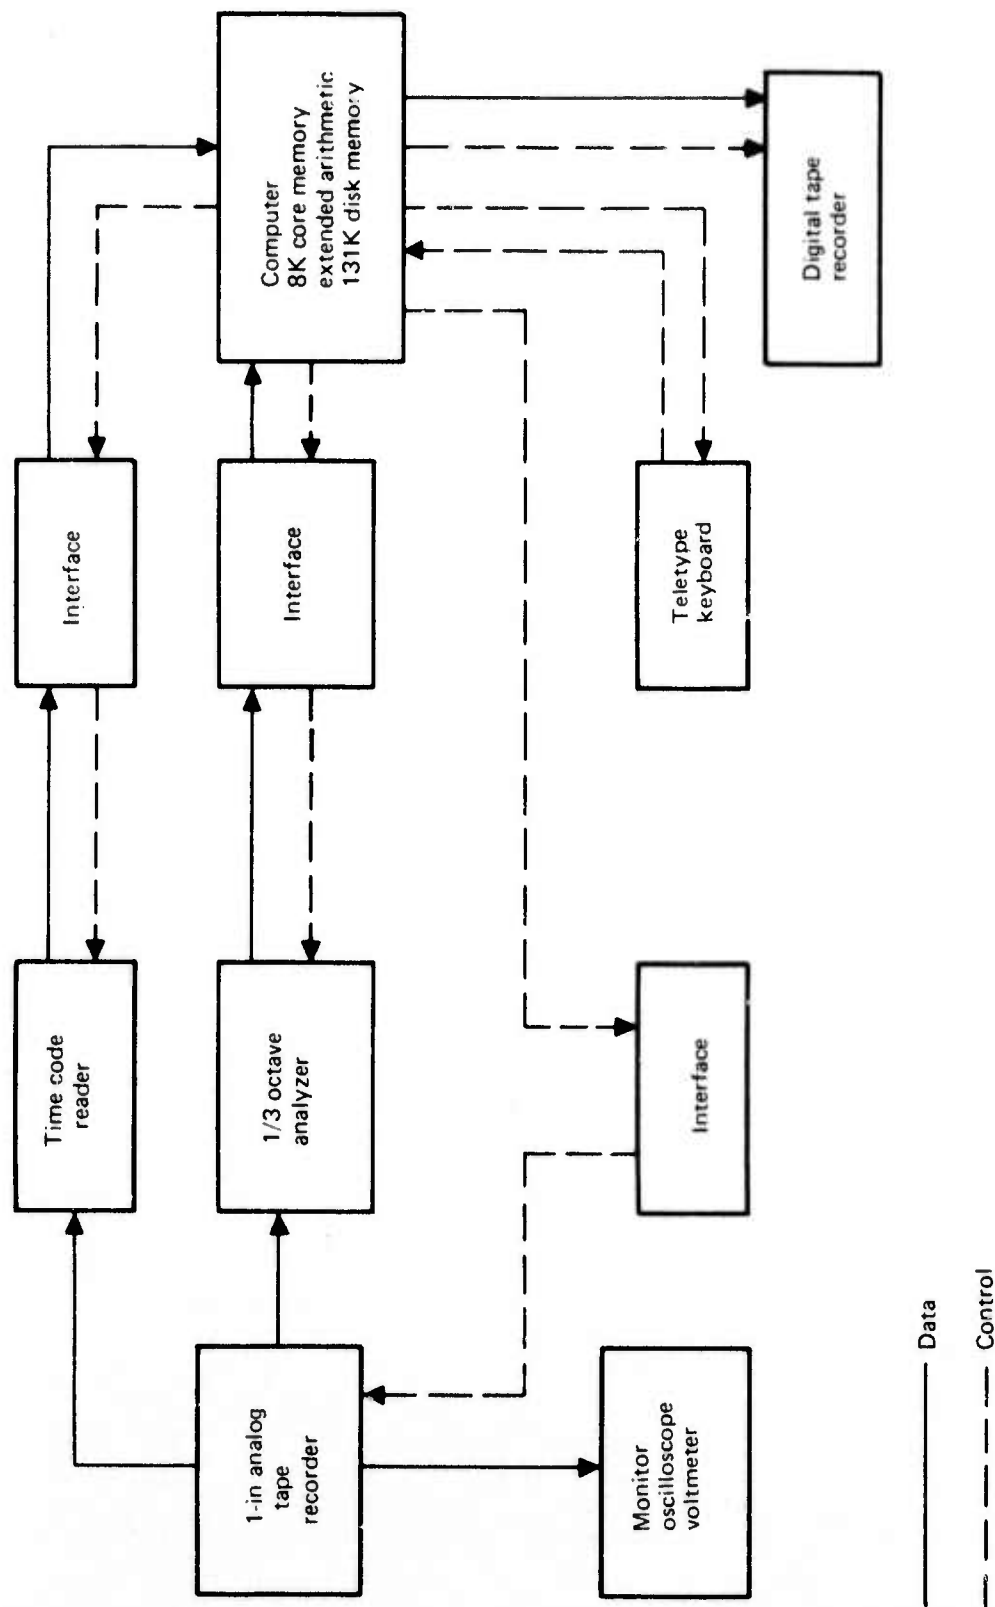 Time code
reader
Interface
1-in analog
tape
recorder
1/3 octave
analyzer
Interface
Computer
8K core memory
extended arithmetic
131K disk memory
Monitor
oscilloscope
voltmeter
Interface
Teletype
keyboard
Digital tape
recorder
Data
Control